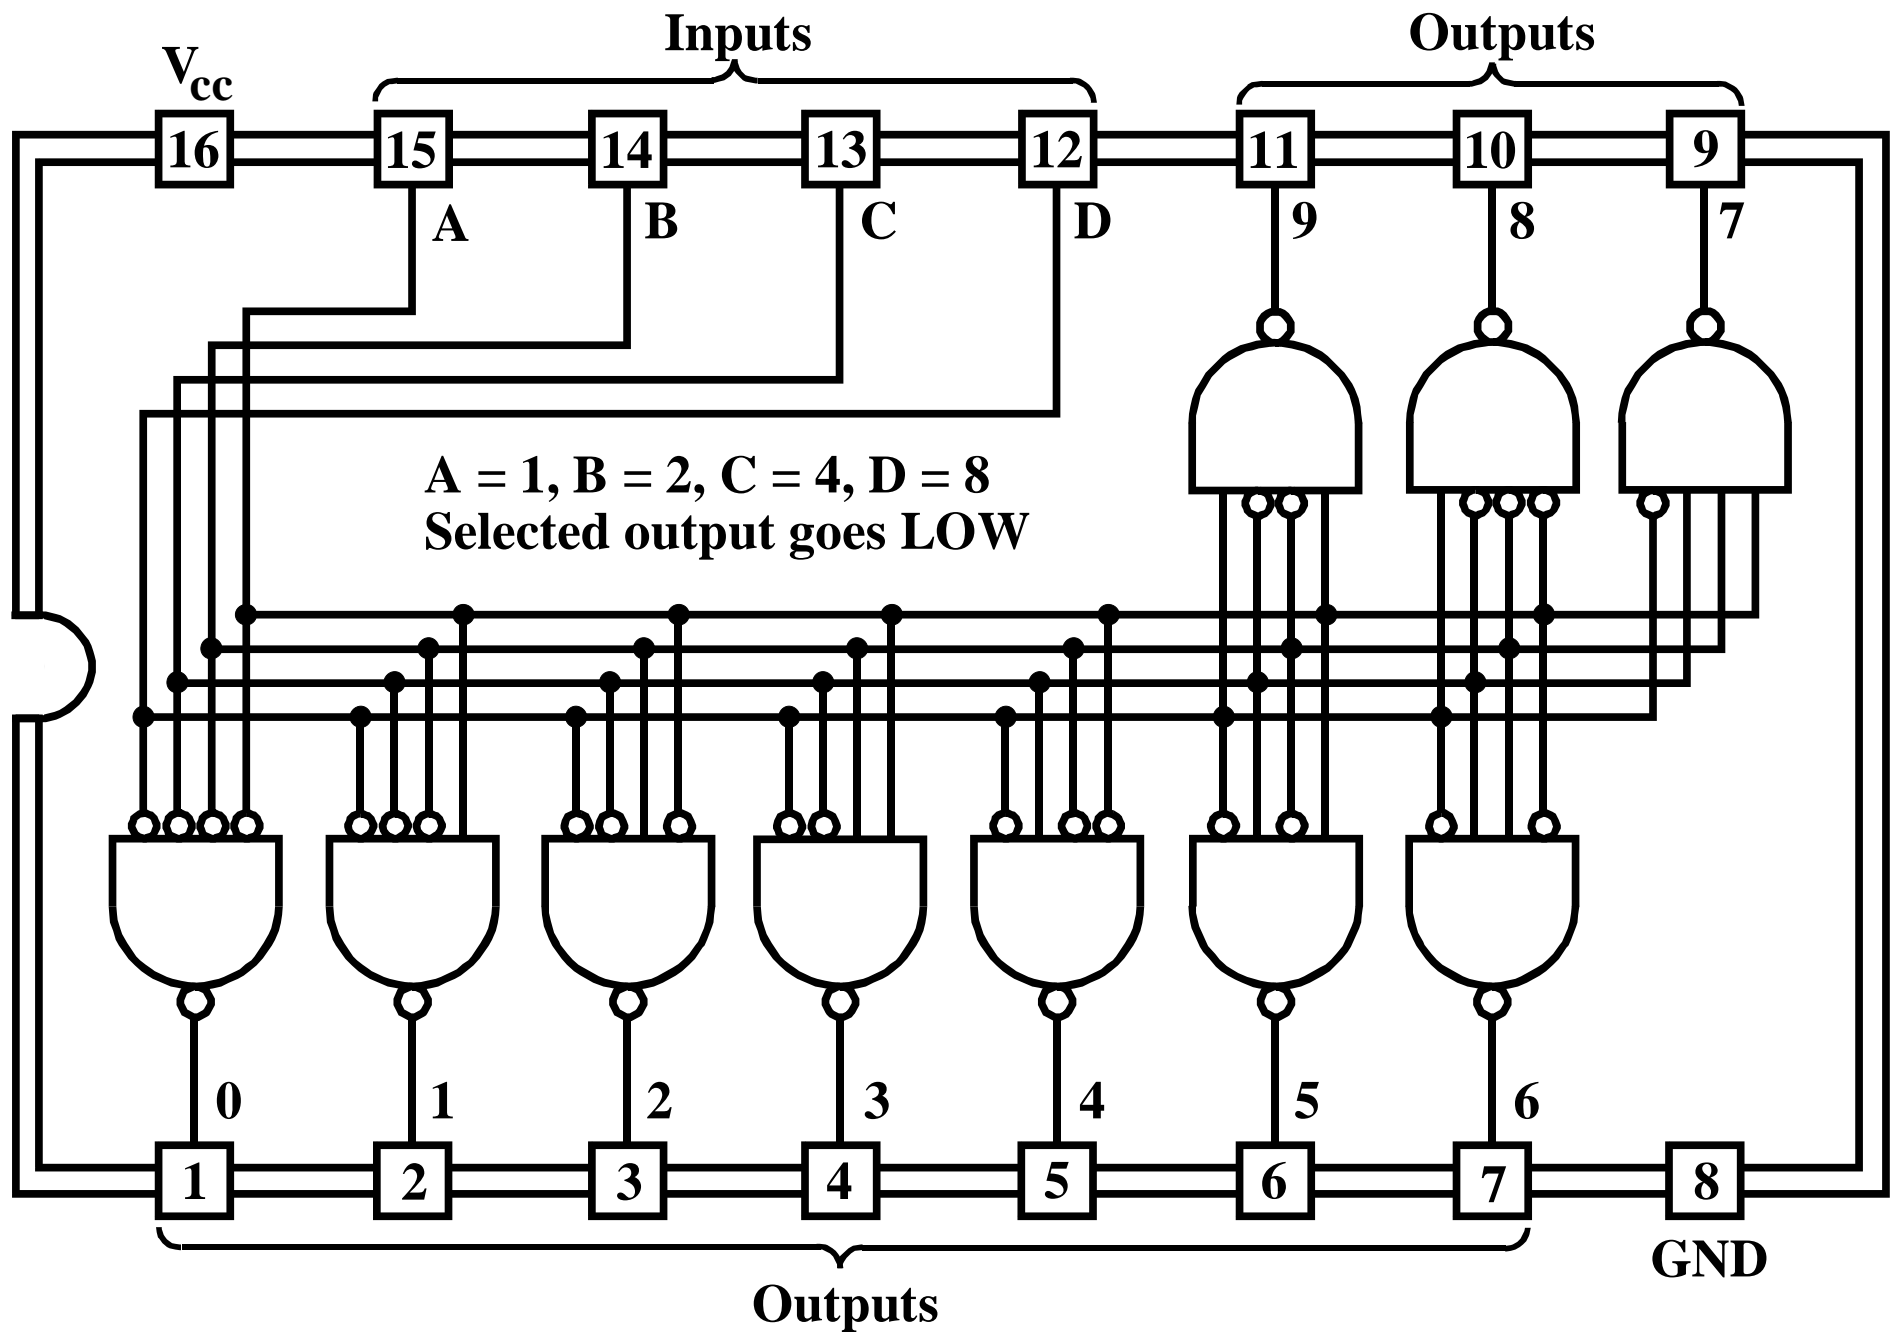 Inputs Outputs
Vcc
16 15 14 13 12 11 10 9
A B C D 9 8 7
A = 1, B = 2, C = 4, D = 8
Selected output goes LOW
0 1 2 3 4 5 6
1 2 3 4 5 6 7 8
GND
Outputs